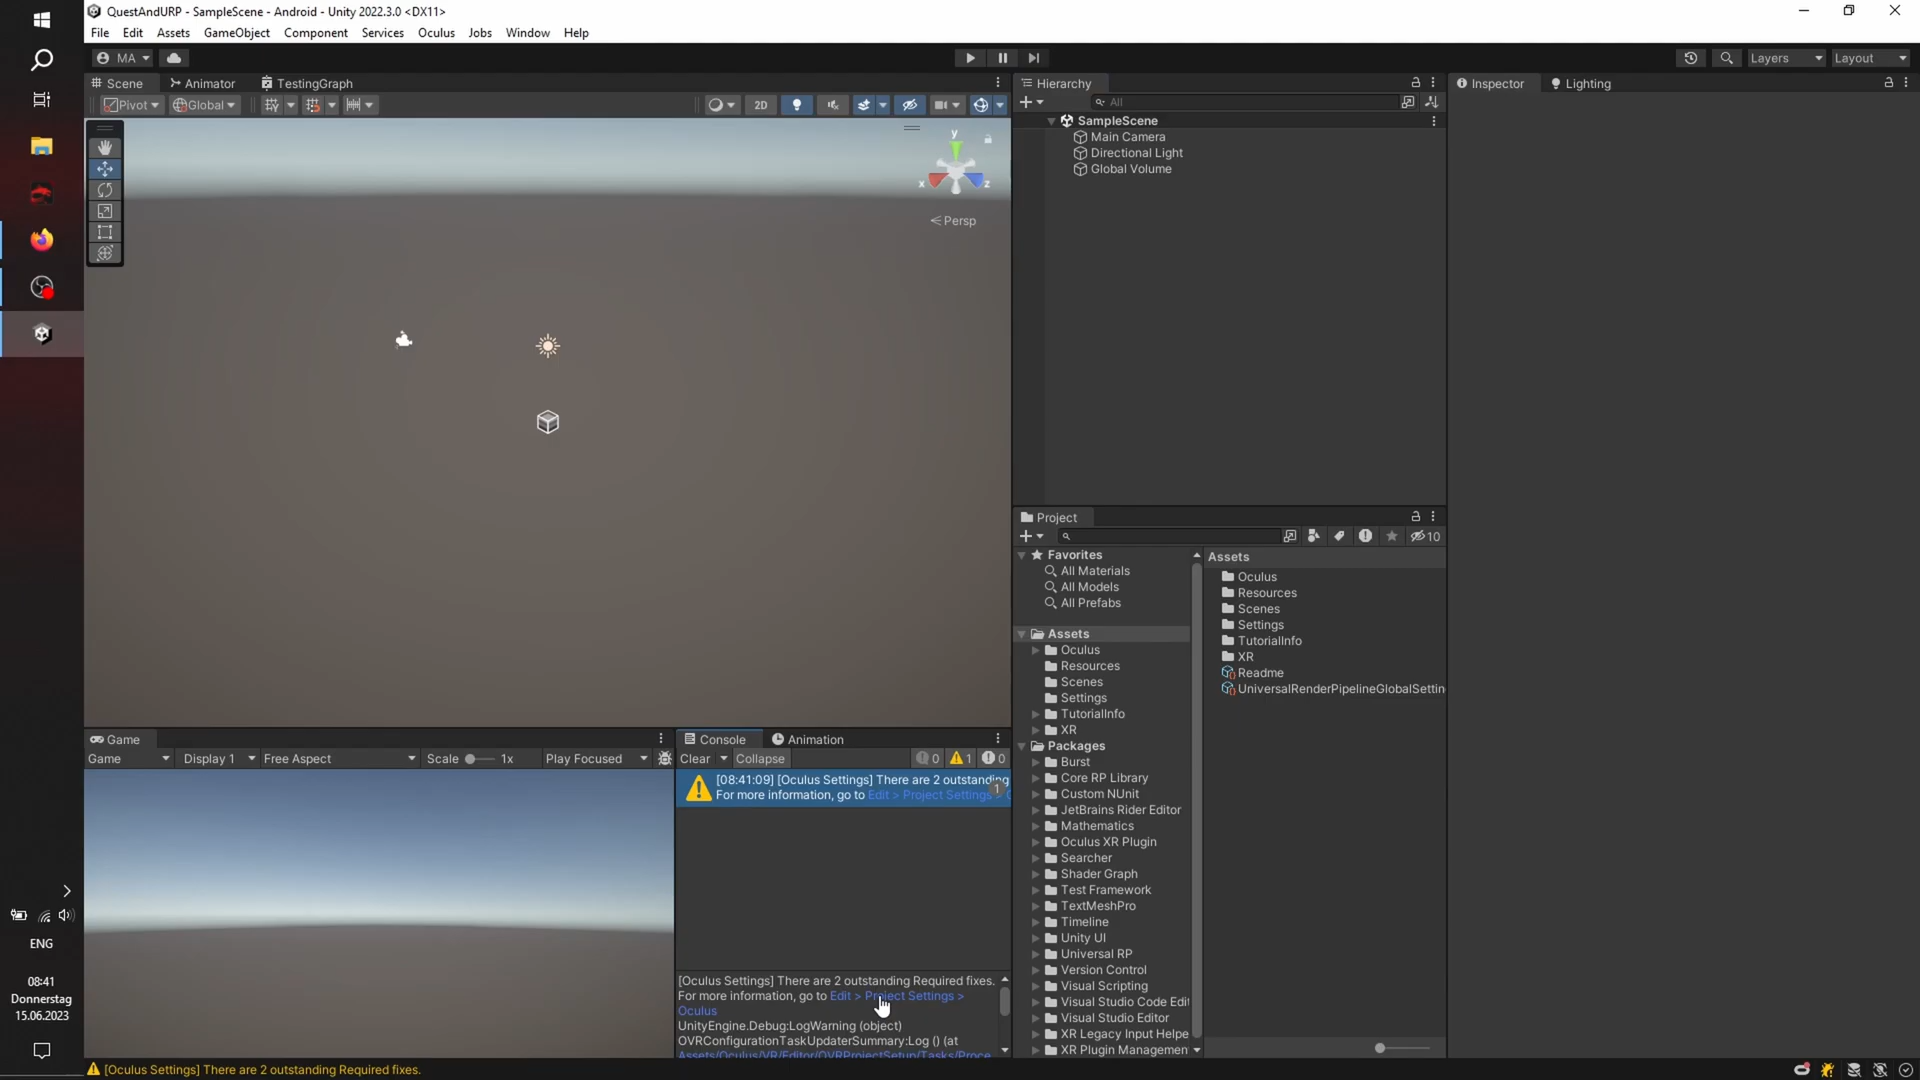 QuestAndURP - SampleScene - Android - Unity 2022.3.0 <DX11>
File Edit Assets GameObject Component Services Oculus Jobs Window Help
MA
Layers Layout
Scene Animator TestingGraph
Pivot Global 2D
y
x z
Persp
Hierarchy
All
SampleScene
Main Camera
Directional Light
Global Volume
Inspector Lighting
Project
10
Favorites
All Materials
All Models
All Prefabs
Assets
Oculus
Resources
Scenes
Settings
TutorialInfo
XR
Packages
Burst
Core RP Library
Custom NUnit
JetBrains Rider Editor
Mathematics
Oculus XR Plugin
Searcher
Shader Graph
Test Framework
TextMeshPro
Timeline
Unity UI
Universal RP
Version Control
Visual Scripting
Visual Studio Code Edit
Visual Studio Editor
XR Legacy Input Helpe
XR Plugin Managemen
Assets
Oculus
Resources
Scenes
Settings
TutorialInfo
XR
Readme
UniversalRenderPipelineGlobalSettin
Game
Game Display 1 Free Aspect Scale 1x Play Focused
Console Animation
Clear Collapse 0 1 0
[08:41:09] [Oculus Settings] There are 2 outstanding
For more information, go to Edit > Project Settings >
1
[Oculus Settings] There are 2 outstanding Required fixes.
For more information, go to Edit > Project Settings >
Oculus
UnityEngine.Debug:LogWarning (object)
OVRConfigurationTaskUpdaterSummary:Log () (at
Assets/Oculus/VR/Editor/OVRProjectSetup/Tasks/Proce
[Oculus Settings] There are 2 outstanding Required fixes.
ENG
08:41
Donnerstag
15.06.2023